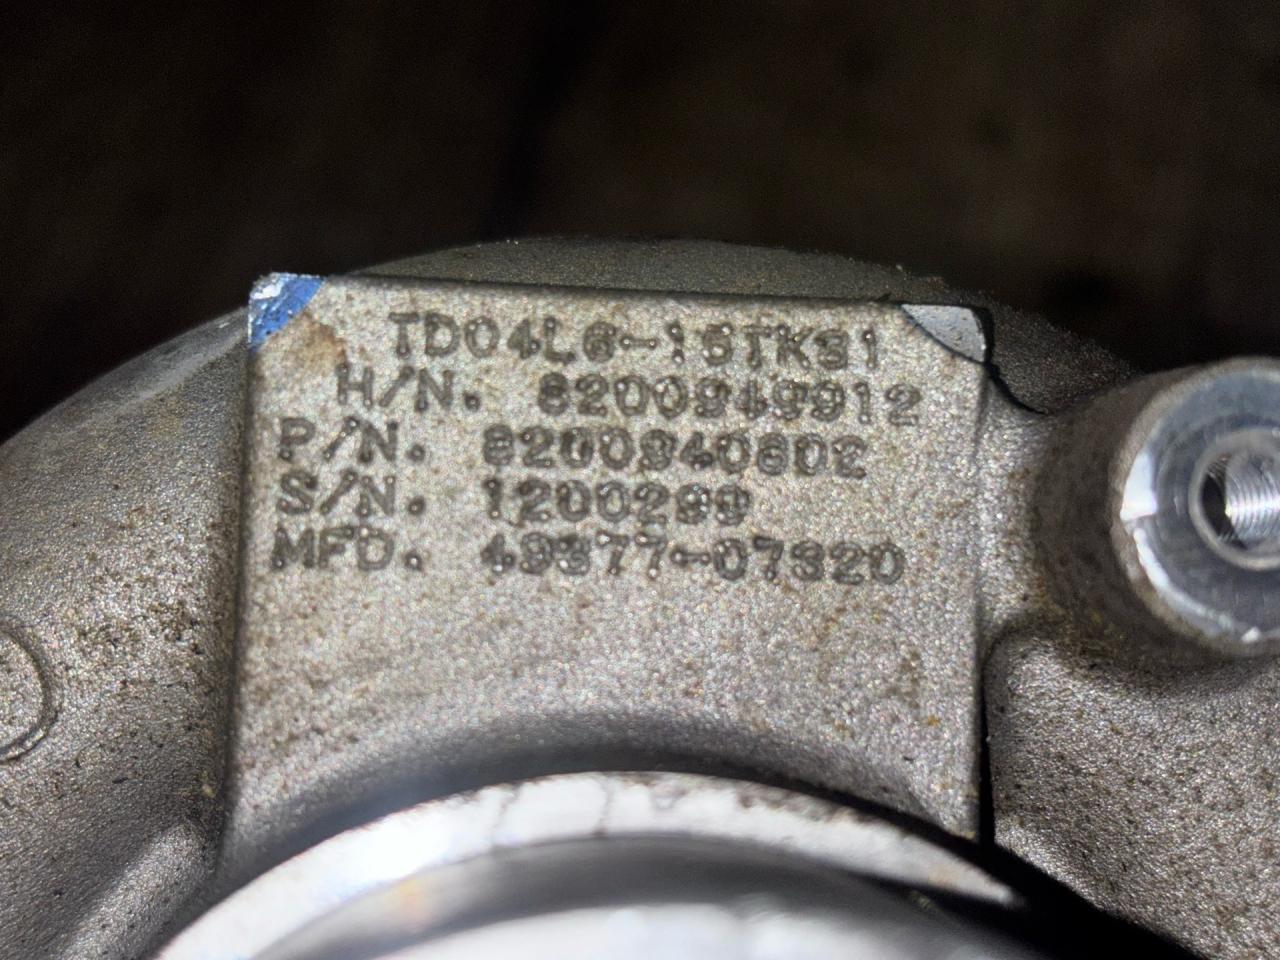 TD04L6-15TK31
H/N. 8200949912
P/N. 8200940602
S/N. 1200299
MFD. 49377-07320